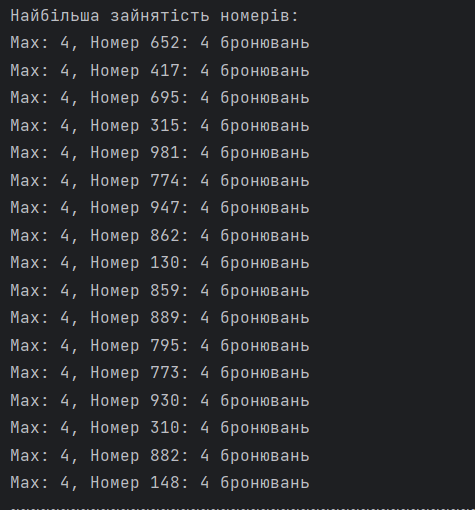 Найбільша зайнятість номерів:
Max: 4, Номер 652: 4 бронювань
Max: 4, Номер 417: 4 бронювань
Max: 4, Номер 695: 4 бронювань
Max: 4, Номер 315: 4 бронювань
Max: 4, Номер 981: 4 бронювань
Max: 4, Номер 774: 4 бронювань
Max: 4, Номер 947: 4 бронювань
Max: 4, Номер 862: 4 бронювань
Max: 4, Номер 130: 4 бронювань
Max: 4, Номер 859: 4 бронювань
Max: 4, Номер 889: 4 бронювань
Max: 4, Номер 795: 4 бронювань
Max: 4, Номер 773: 4 бронювань
Max: 4, Номер 930: 4 бронювань
Max: 4, Номер 310: 4 бронювань
Max: 4, Номер 882: 4 бронювань
Max: 4, Номер 148: 4 бронювань